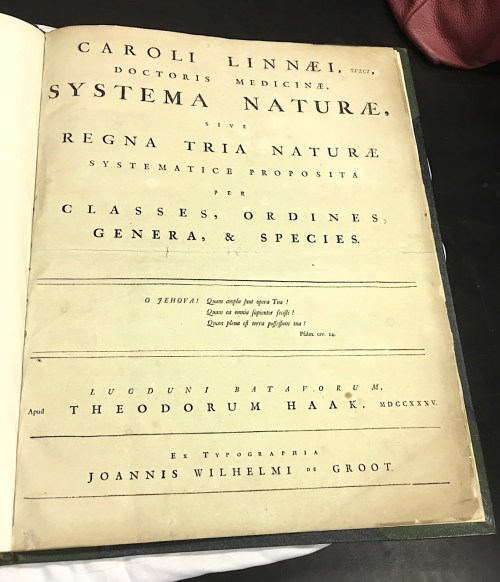 CAROLI LINNÆI, SVECI,
DOCTORIS MEDICINÆ,
SYSTEMA NATURÆ,
SIVE
REGNA TRIA NATURÆ
SYSTEMATICE PROPOSITA
PER
CLASSES, ORDINES,
GENERA, & SPECIES.
O JEHOVA! Quam ampla sunt opera Tua!
Quam ea omnia sapienter fecisti!
Quam plena est terra possessione tua!
Psalm. civ. 24.
LUGDUNI BATAVORUM,
Apud THEODORUM HAAK. MDCCXXXV.
EX TYPOGRAPHIA
JOANNIS WILHELMI DE GROOT.